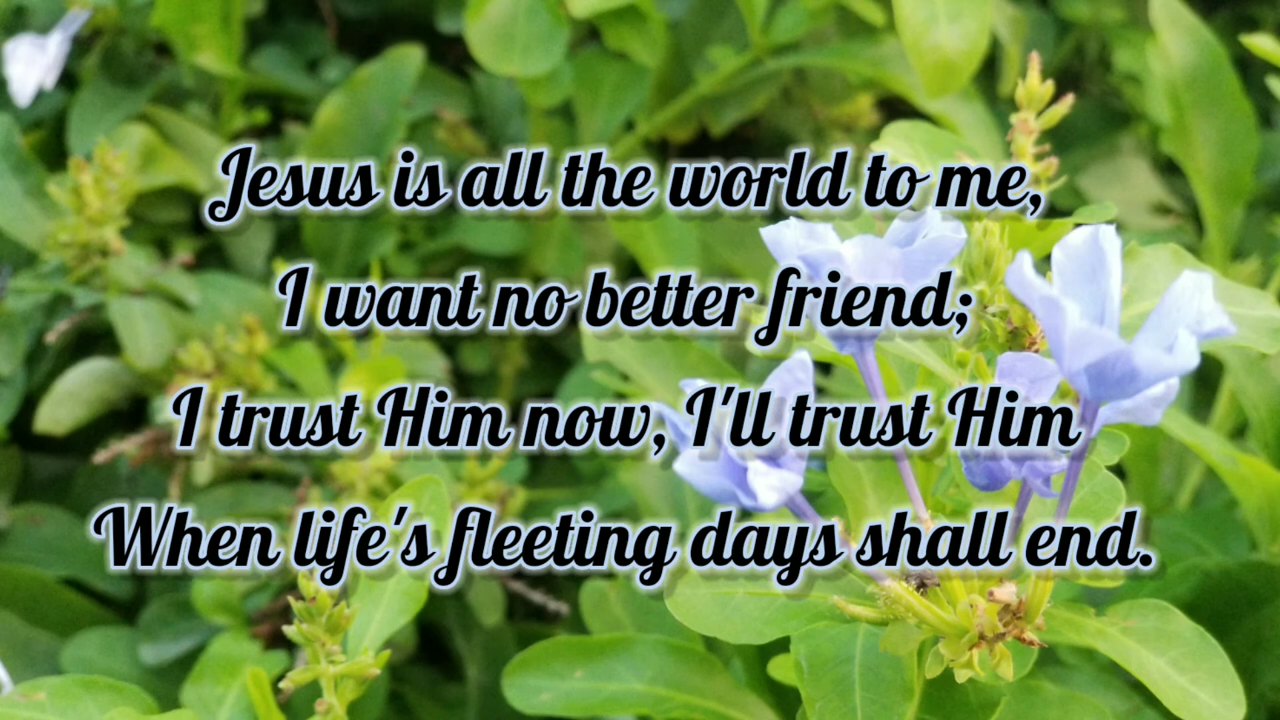 Jesus is all the world to me,
I want no better friend;
I trust Him now, I'll trust Him
When life's fleeting days shall end.